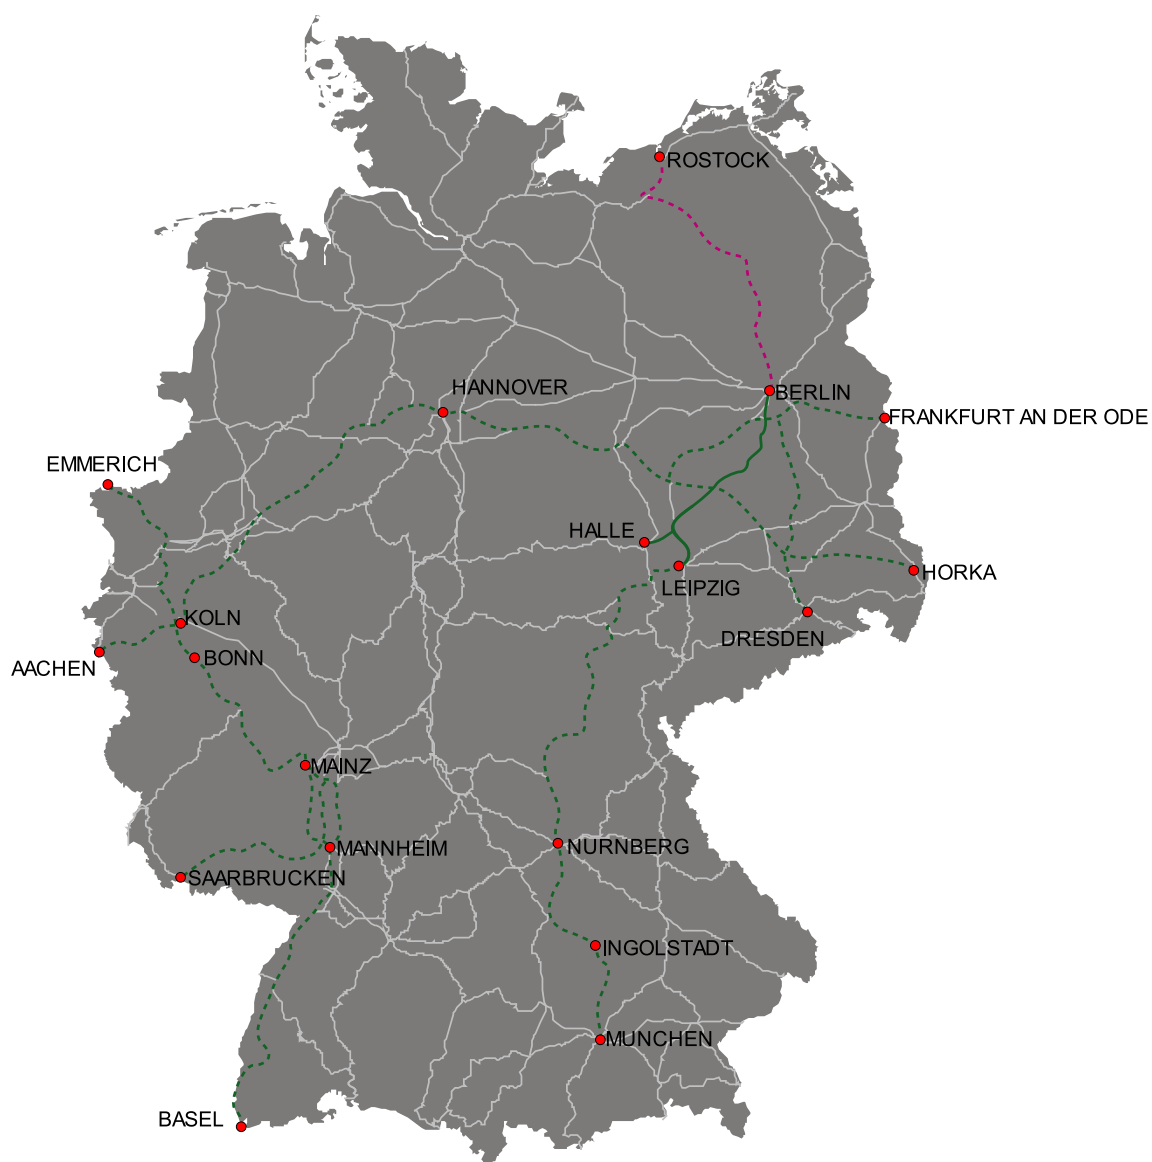 ROSTOCK
HANNOVER
BERLIN
FRANKFURT AN DER ODE
EMMERICH
HALLE
HORKA
LEIPZIG
KOLN
DRESDEN
BONN
AACHEN
MAINZ
NURNBERG
MANNHEIM
SAARBRUCKEN
INGOLSTADT
MUNCHEN
BASEL